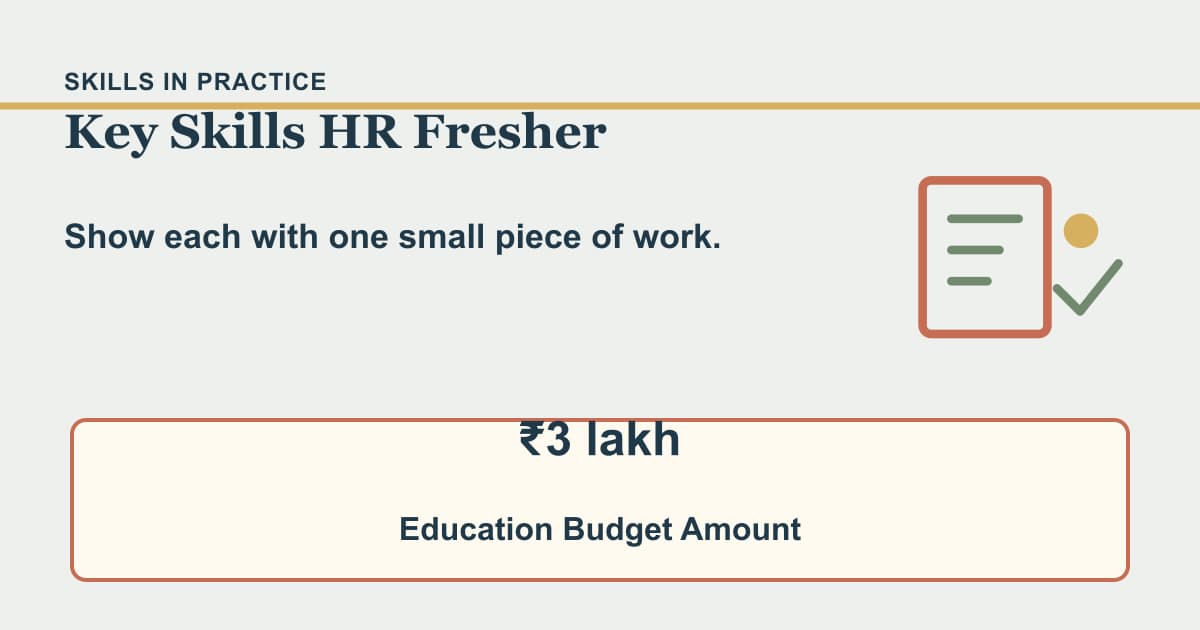 SKILLS IN PRACTICE
Key Skills HR Fresher
Show each with one small piece of work.
₹3 lakh
Education Budget Amount